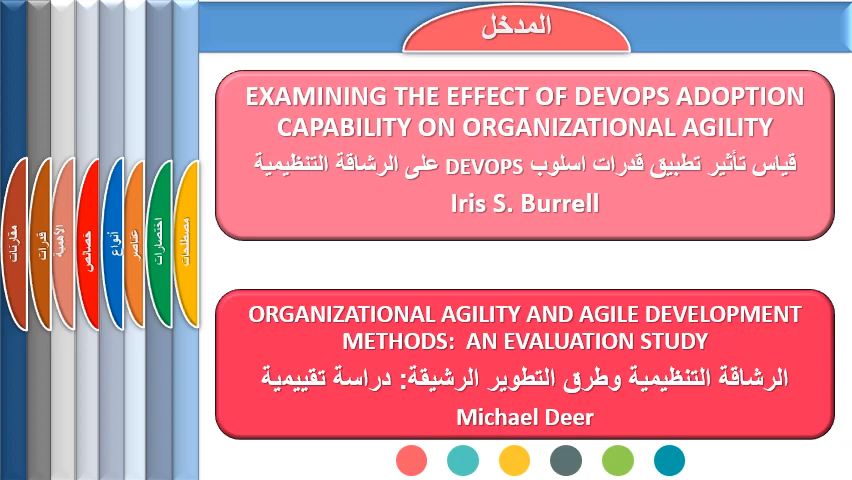 المدخل
EXAMINING THE EFFECT OF DEVOPS ADOPTION
CAPABILITY ON ORGANIZATIONAL AGILITY
قياس تأثير تطبيق قدرات اسلوب DEVOPS على الرشاقة التنظيمية
Iris S. Burrell
ORGANIZATIONAL AGILITY AND AGILE DEVELOPMENT
METHODS: AN EVALUATION STUDY
الرشاقة التنظيمية وطرق التطوير الرشيقة: دراسة تقييمية
Michael Deer
مصطلحات
اختصارات
عناصر
أنواع
خصائص
الأهمية
قدرات
مقارنات